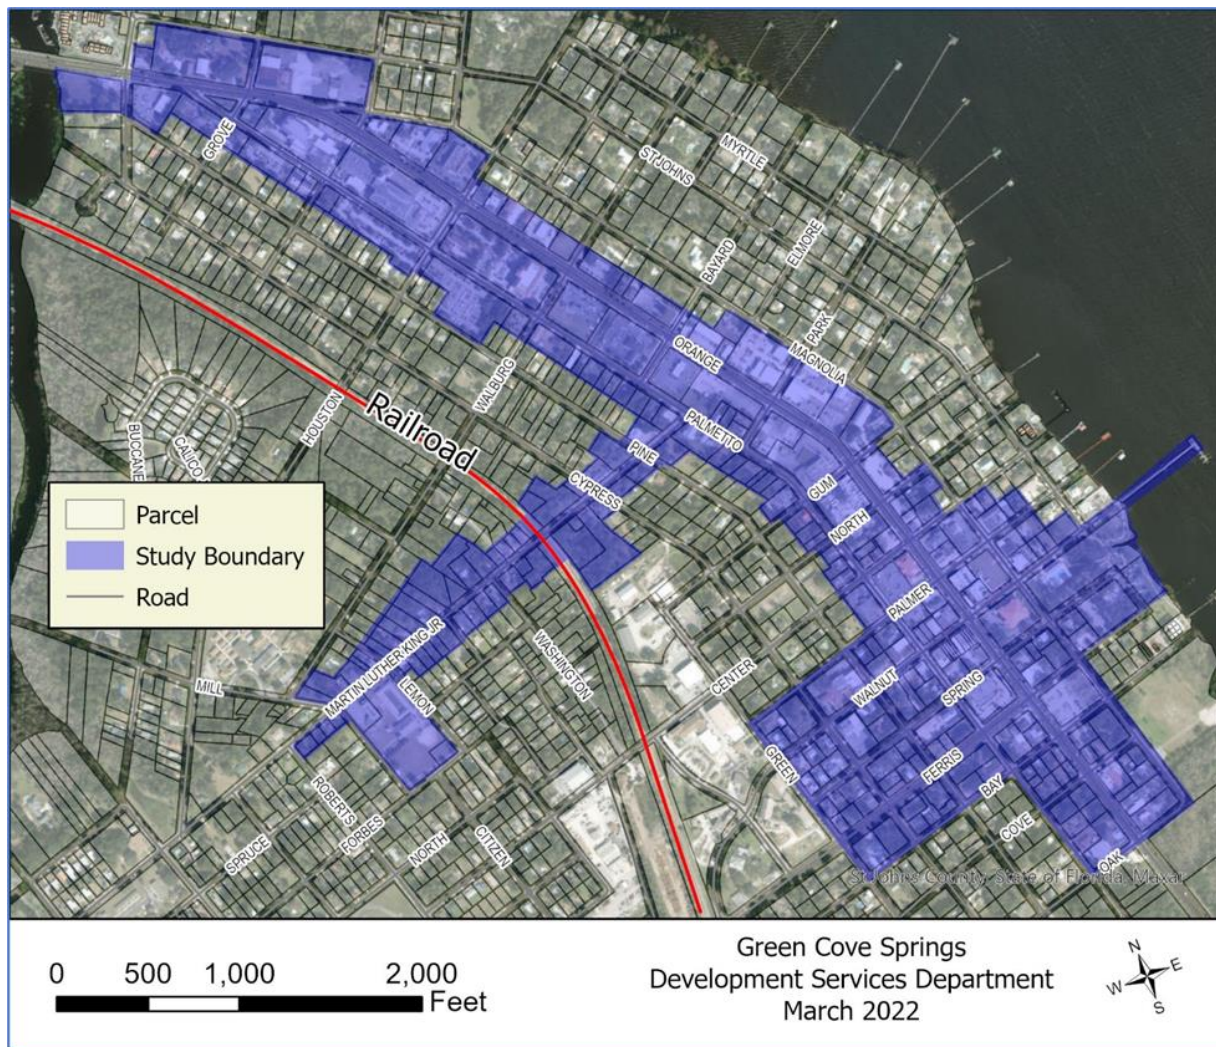 MYRTLE
ST JOHNS
GROVE
ELMORE
BAYARD
PARK
MAGNOLIA
ORANGE
WALBURG
HOUSTON
Railroad
PALMETTO
PINE
CYPRESS
BUCCANE
CALICO
GUM
NORTH
Parcel
Study Boundary
Road
PALMER
WASHINGTON
CENTER
WALNUT
SPRING
MILL
MARTIN LUTHER KING JR
LEMON
GREEN
FERRIS
BAY
COVE
OAK
ROBERTS
FORBES
SPRUCE
NORTH
CITIZEN
St Johns County, State of Florida, Maxar
0 500 1,000 2,000
Feet
Green Cove Springs
Development Services Department
March 2022
N
E
W
S